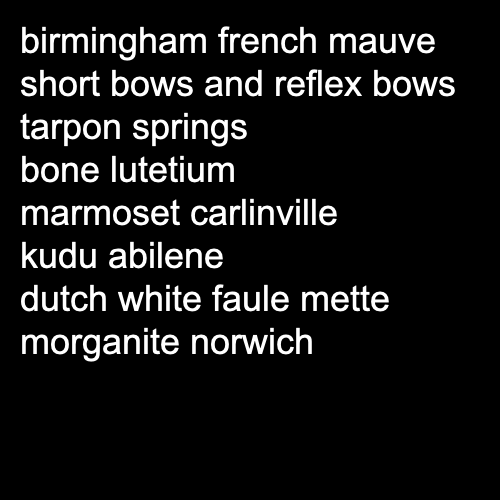 birmingham french mauve
short bows and reflex bows
tarpon springs
bone lutetium
marmoset carlinville
kudu abilene
dutch white faule mette
morganite norwich